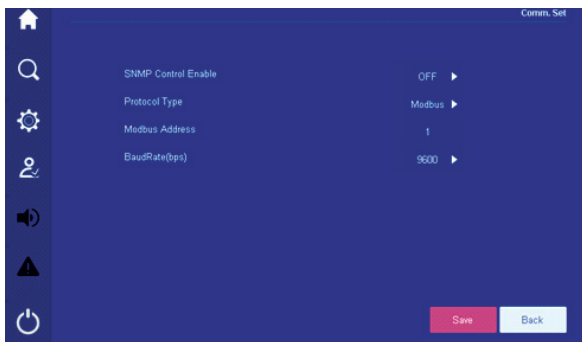 Comm. Set
SNMP Control Enable OFF
Protocol Type Modbus
Modbus Address 1
BaudRate(bps) 9600
Save Back